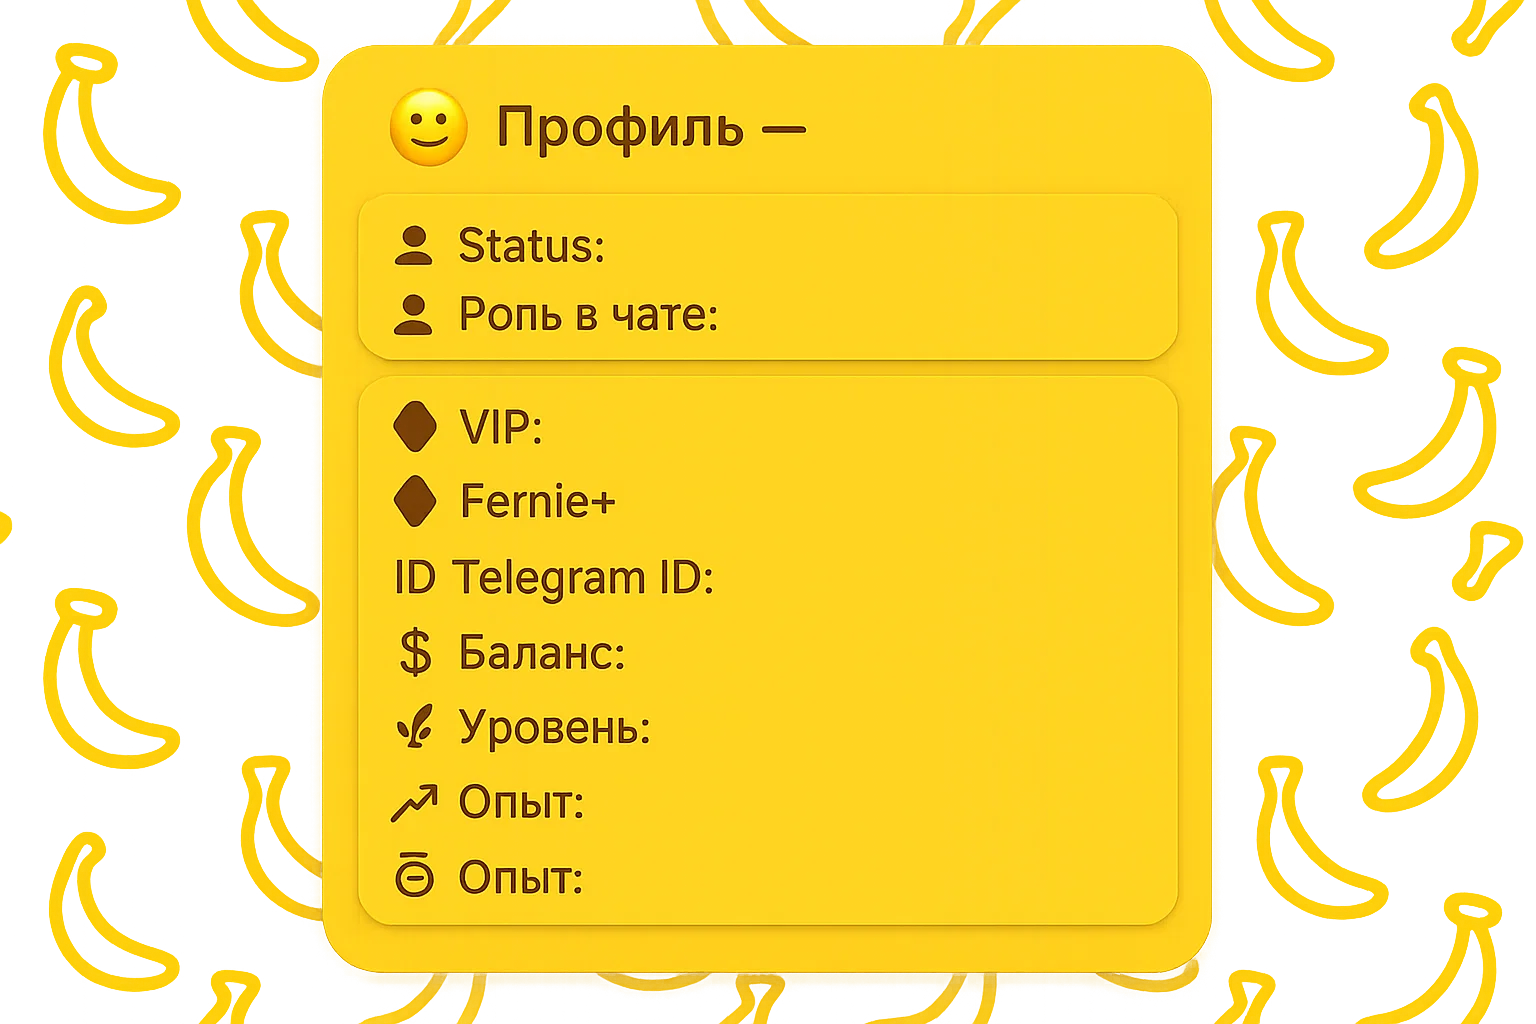 Профиль —
Status:
Ропь в чате:
VIP:
Fernie+
ID Telegram ID:
$ Баланс:
Уровень:
Опыт:
Опыт: